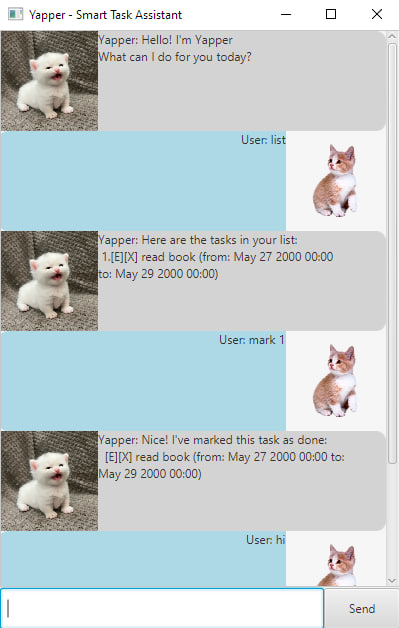 Yapper - Smart Task Assistant
Yapper: Hello! I'm Yapper
What can I do for you today?
User: list
Yapper: Here are the tasks in your list:
1.[E][X] read book (from: May 27 2000 00:00
to: May 29 2000 00:00)
User: mark 1
Yapper: Nice! I've marked this task as done:
[E][X] read book (from: May 27 2000 00:00 to:
May 29 2000 00:00)
User: hi
Send